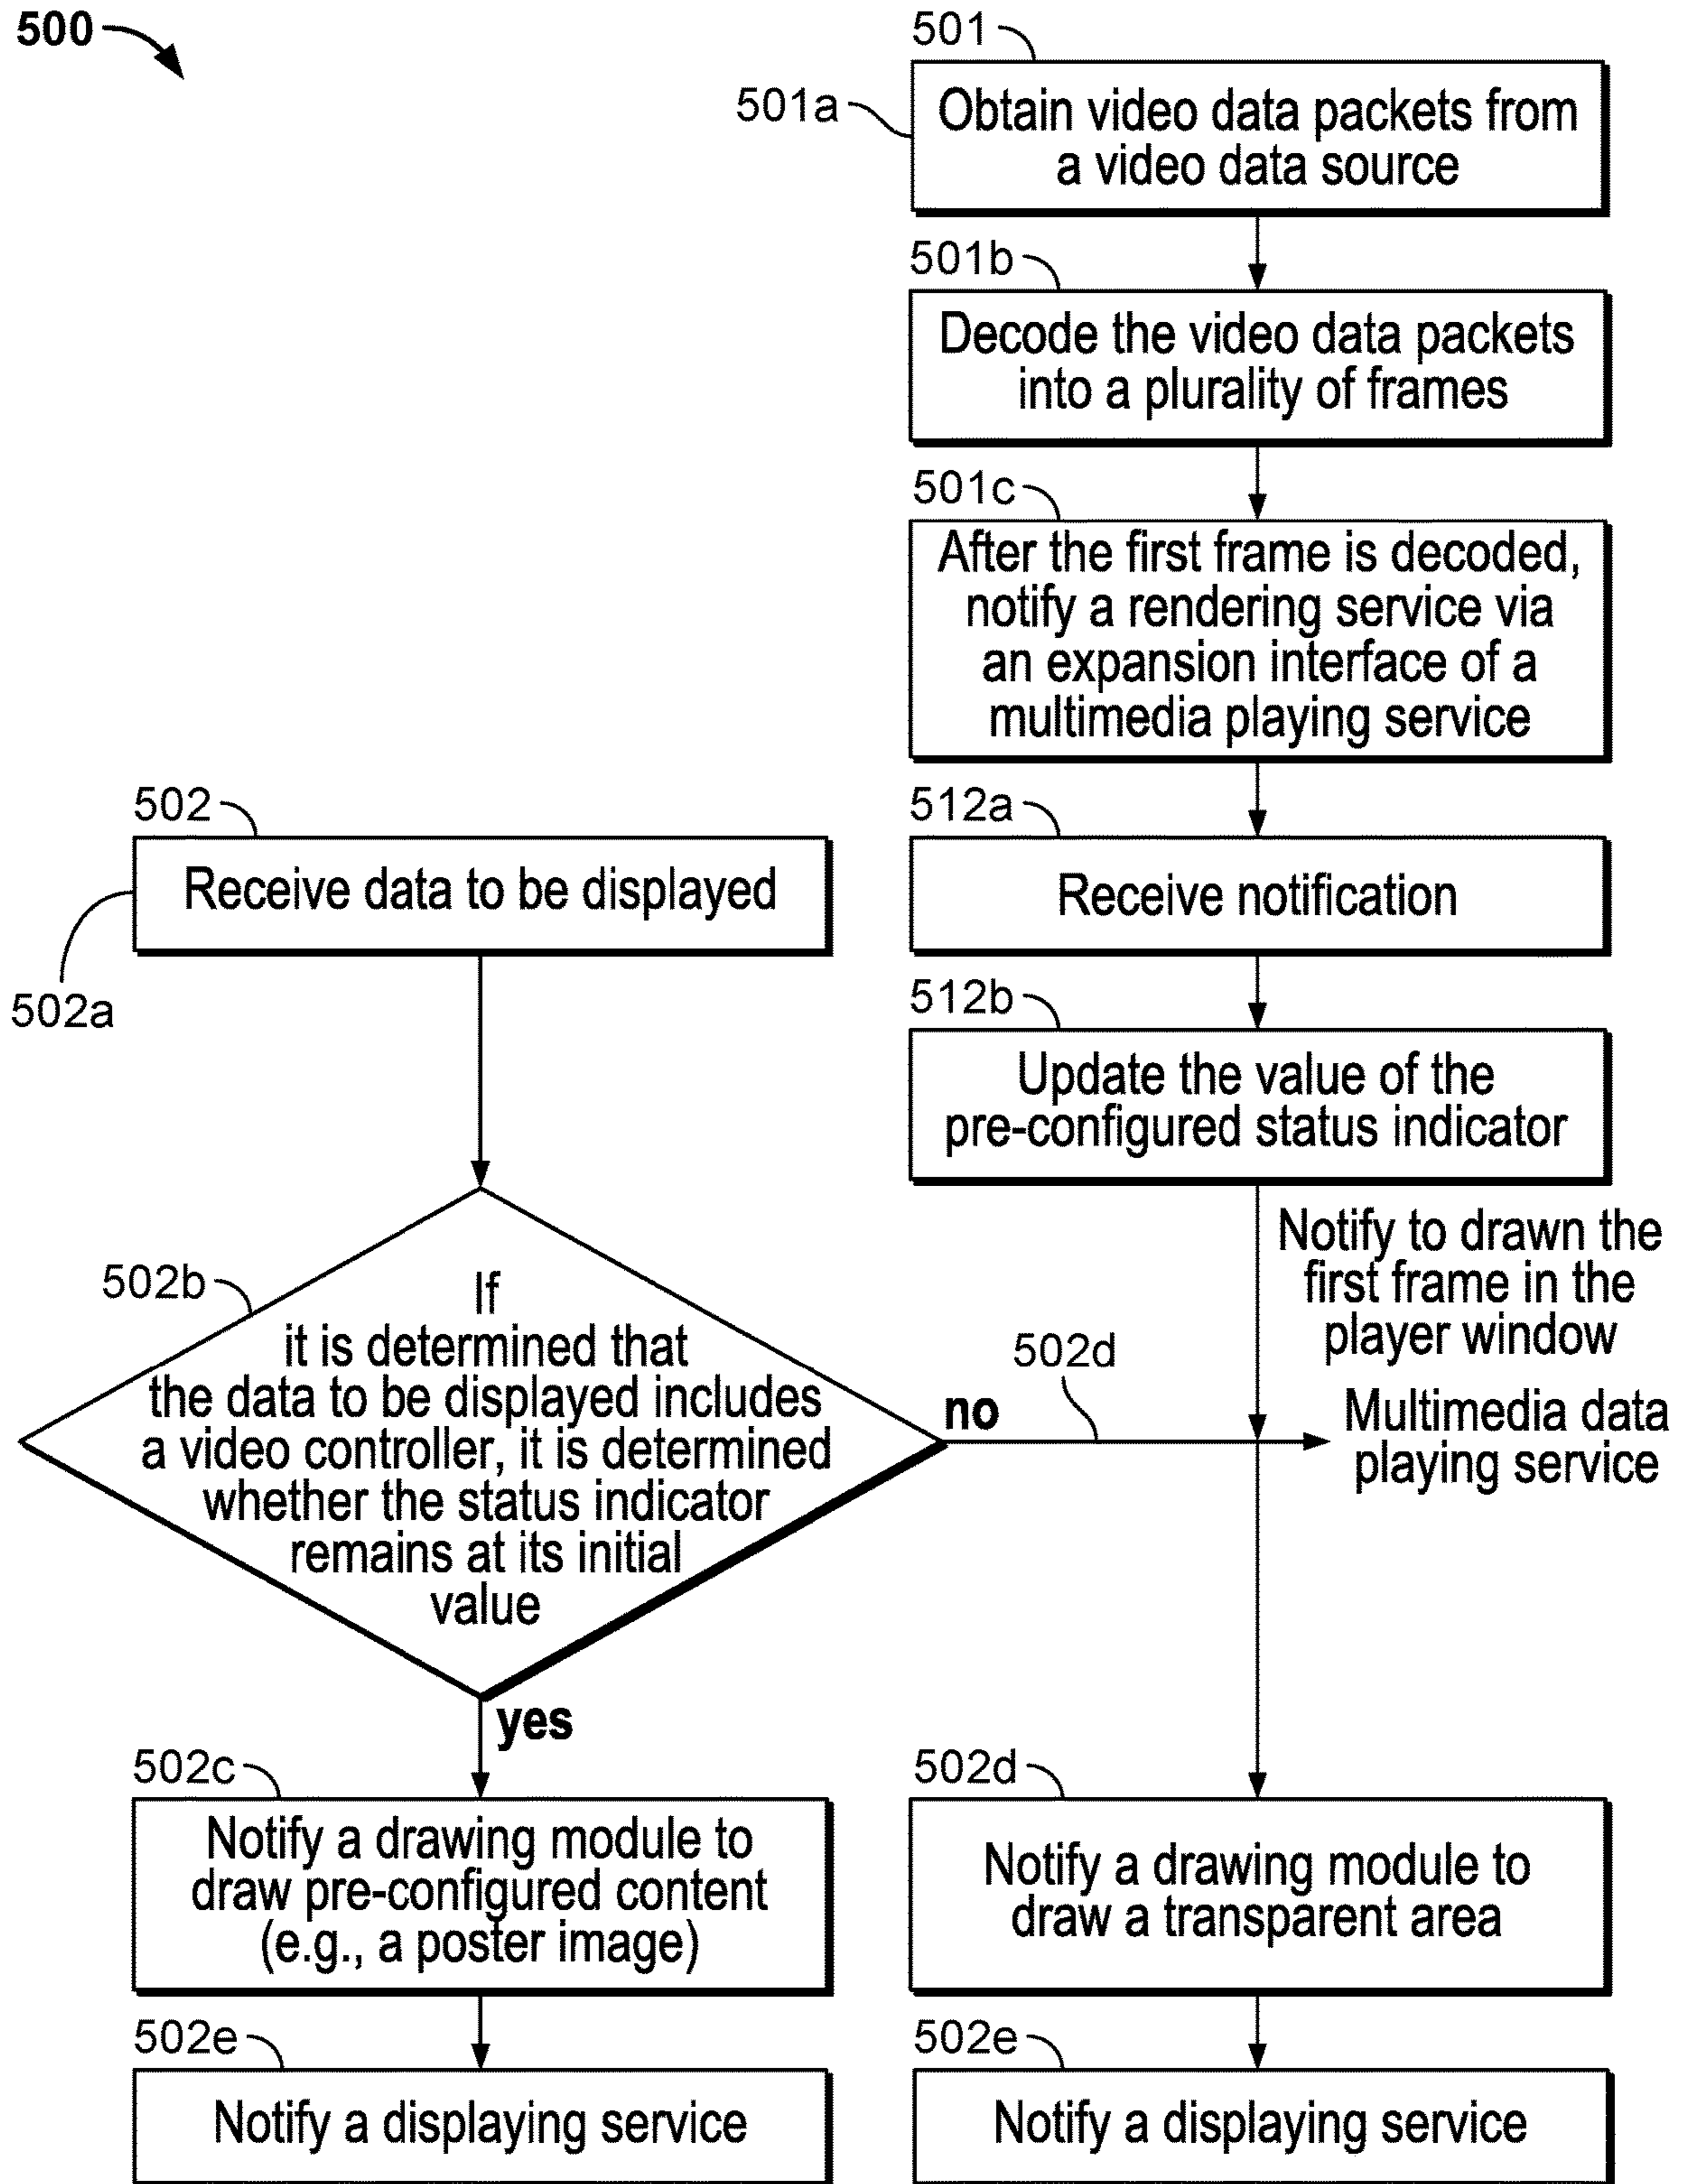 500
501
501a
Obtain video data packets from
a video data source
501b
Decode the video data packets
into a plurality of frames
501c
After the first frame is decoded,
notify a rendering service via
an expansion interface of a
multimedia playing service
502
Receive data to be displayed
502a
512a
Receive notification
512b
Update the value of the
pre-configured status indicator
Notify to drawn the
first frame in the
player window
502b
If
it is determined that
the data to be displayed includes
a video controller, it is determined
whether the status indicator
remains at its initial
value
no
502d
Multimedia data
playing service
yes
502c
Notify a drawing module to
draw pre-configured content
(e.g., a poster image)
502d
Notify a drawing module to
draw a transparent area
502e
Notify a displaying service
502e
Notify a displaying service